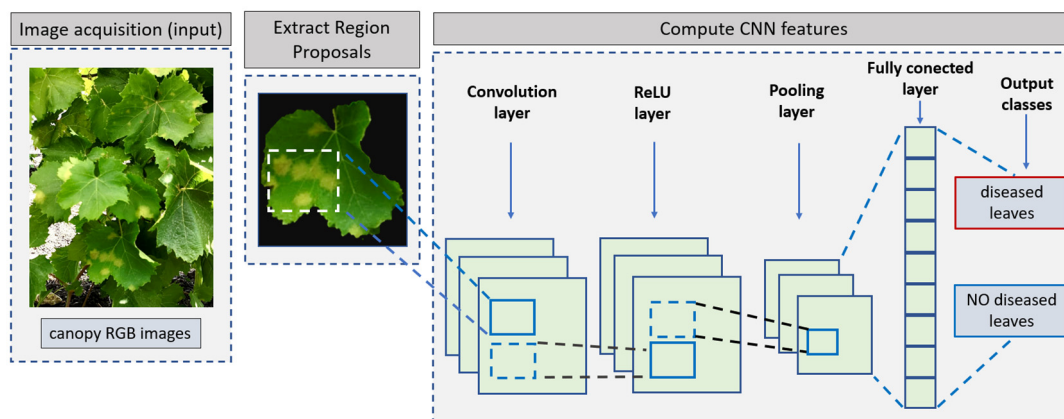 Image acquisition (input)
Extract Region
Proposals
Compute CNN features
canopy RGB images
Convolution
layer
ReLU
layer
Pooling
layer
Fully conected
layer
Output
classes
diseased
leaves
NO diseased
leaves